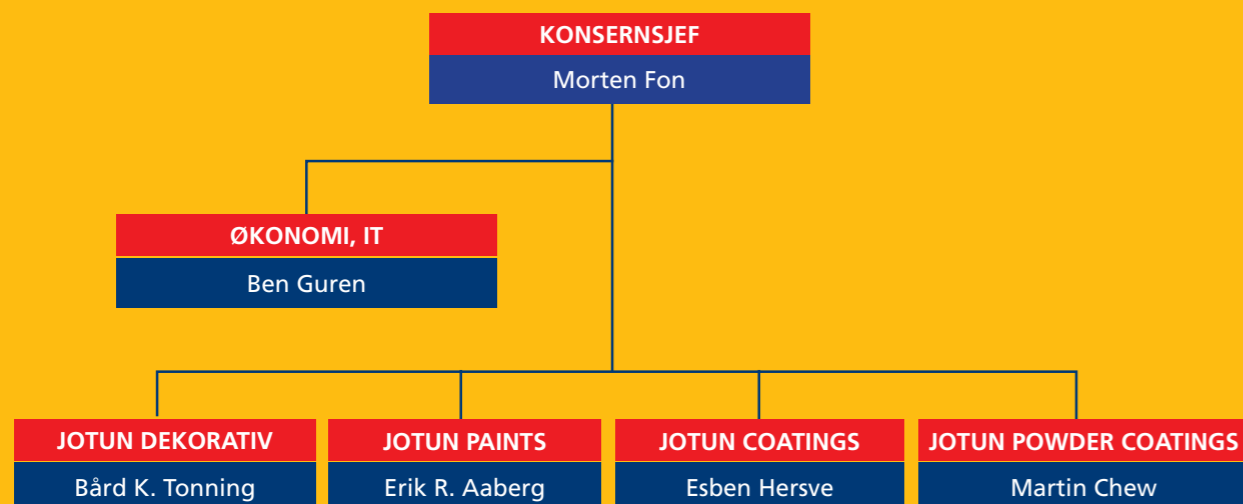 KONSERNSJEF
Morten Fon
ØKONOMI, IT
Ben Guren
JOTUN DEKORATIV
Bård K. Tonning
JOTUN PAINTS
Erik R. Aaberg
JOTUN COATINGS
Esben Hersve
JOTUN POWDER COATINGS
Martin Chew